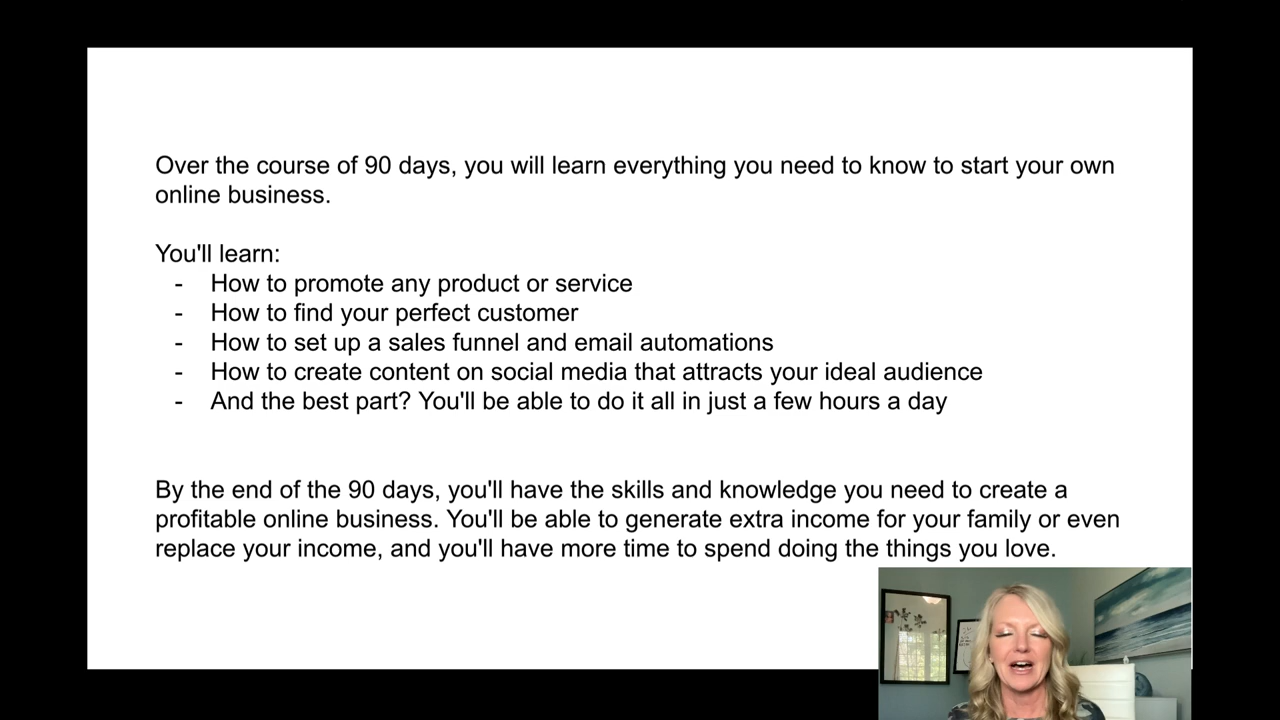 Over the course of 90 days, you will learn everything you need to know to start your own
online business.
You'll learn:
- How to promote any product or service
- How to find your perfect customer
- How to set up a sales funnel and email automations
- How to create content on social media that attracts your ideal audience
- And the best part? You'll be able to do it all in just a few hours a day
By the end of the 90 days, you'll have the skills and knowledge you need to create a
profitable online business. You'll be able to generate extra income for your family or even
replace your income, and you'll have more time to spend doing the things you love.